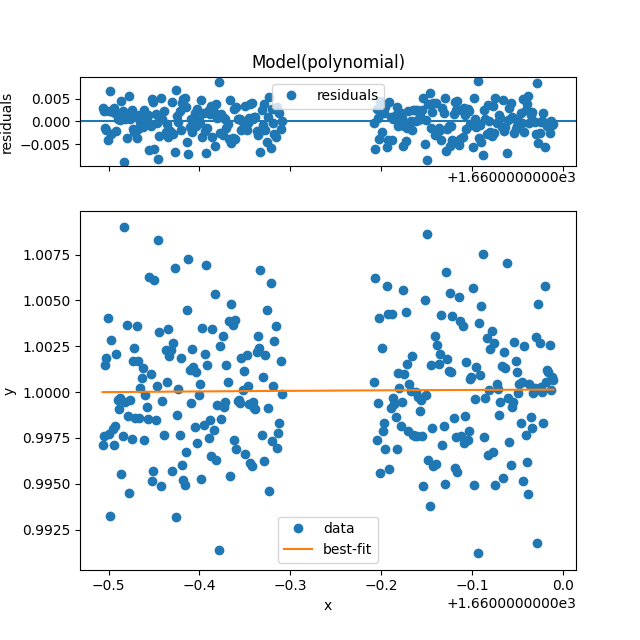 Model(polynomial)
residuals
0.005
0.000
−0.005
residuals
+1.6600000000e3
1.0075
1.0050
1.0025
1.0000
0.9975
0.9950
0.9925
y
data
best-fit
−0.5
−0.4
−0.3
−0.2
−0.1
0.0
x
+1.6600000000e3